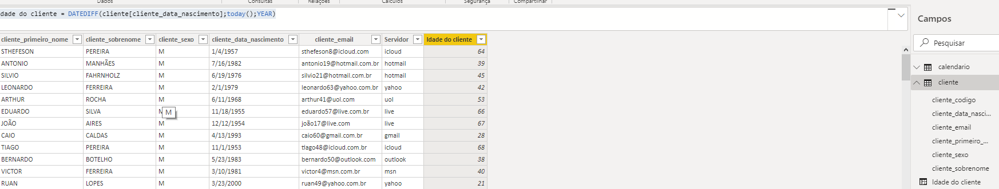 Dados Consultas Relações Cálculos Segurança Compartilhar
dade do cliente = DATEDIFF(cliente[cliente_data_nascimento];today();YEAR)
cliente_primeiro_nome cliente_sobrenome cliente_sexo cliente_data_nascimento cliente_email Servidor Idade do cliente
STHEFESON PEREIRA M 1/4/1957 sthefeson8@icloud.com icloud 64
ANTONIO MANHÃES M 7/16/1982 antonio19@hotmail.com.br hotmail 39
SILVIO FAHRNHOLZ M 6/19/1976 silvio21@hotmail.com.br hotmail 45
LEONARDO FERREIRA M 2/1/1979 leonardo63@yahoo.com.br yahoo 42
ARTHUR ROCHA M 6/11/1968 arthur41@uol.com uol 53
EDUARDO SILVA M 11/18/1955 eduardo57@live.com.br live 66
M
JOÃO AIRES M 12/12/1954 joão17@live.com live 67
CAIO CALDAS M 4/13/1993 caio60@gmail.com.br gmail 28
TIAGO PEREIRA M 11/1/1953 tiago48@icloud.com.br icloud 68
BERNARDO BOTELHO M 5/23/1983 bernardo50@outlook.com outlook 38
VICTOR FERREIRA M 3/10/1981 victor4@msn.com.br msn 40
RUAN LOPES M 3/23/2000 ruan49@yahoo.com.br yahoo 21
Campos
Pesquisar
calendario
cliente
cliente_codigo
cliente_data_nasci...
cliente_email
cliente_primeiro_...
cliente_sexo
cliente_sobrenome
Idade do cliente